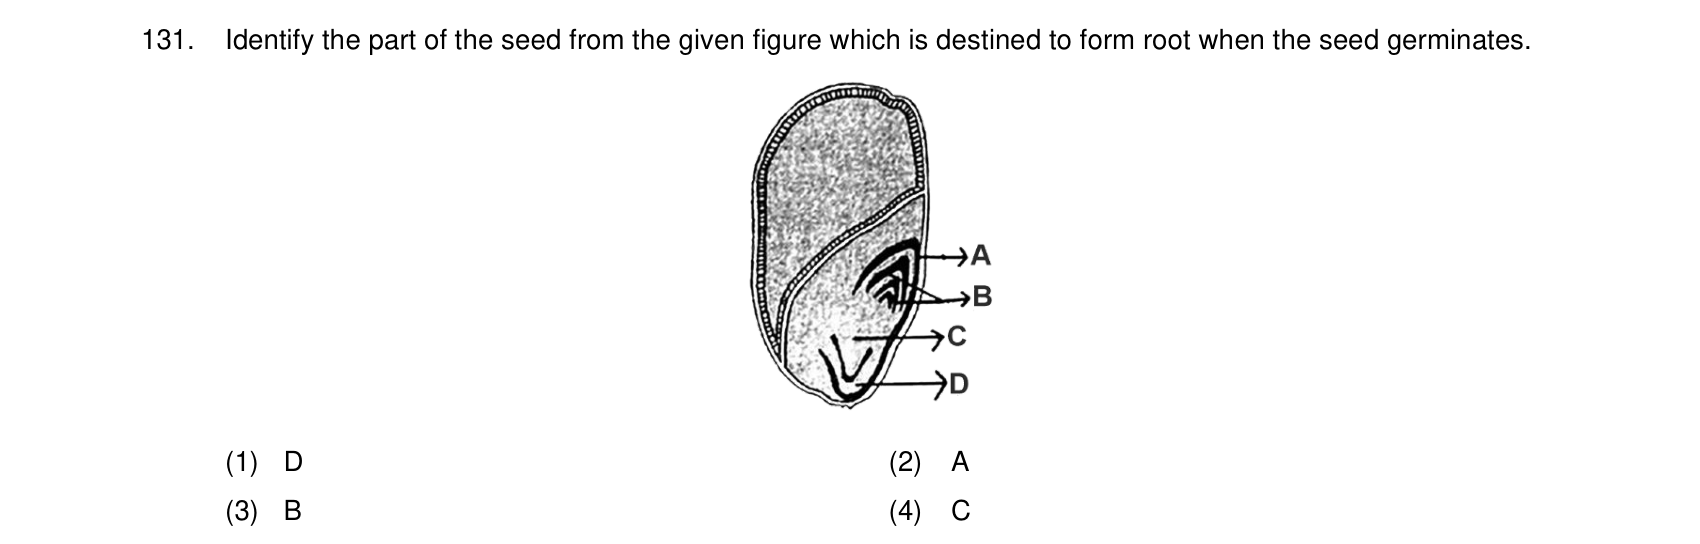 131. Identify the part of the seed from the given figure which is destined to form root when the seed germinates.
A
B
C
D
(1) D (2) A
(3) B (4) C